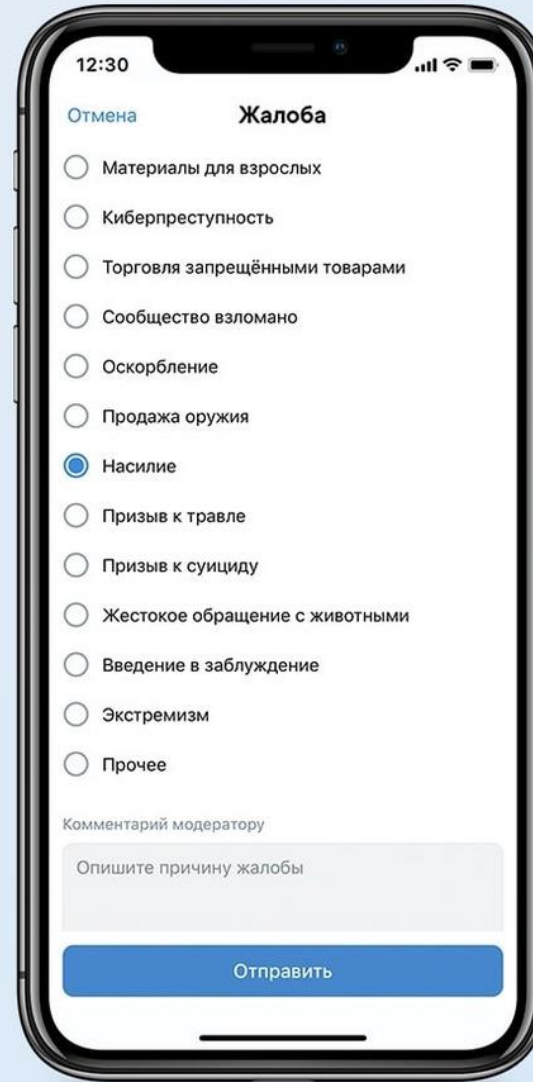 12:30
Отмена
Жалоба
Материалы для взрослых
Киберпреступность
Торговля запрещёнными товарами
Сообщество взломано
Оскорбление
Продажа оружия
Насилие
Призыв к травле
Призыв к суициду
Жестокое обращение с животными
Введение в заблуждение
Экстремизм
Прочее
Комментарий модератору
Опишите причину жалобы
Отправить